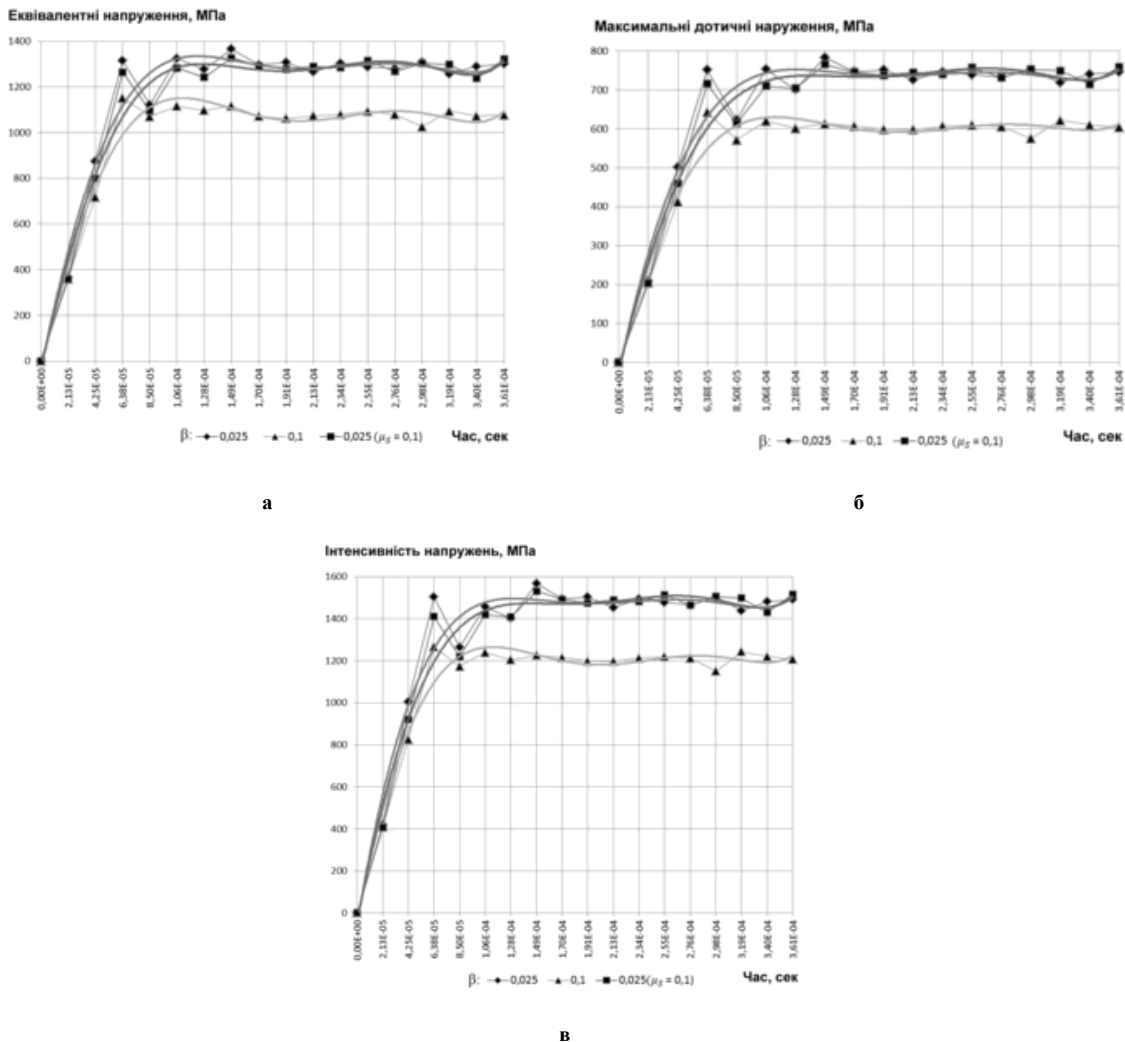 Еквівалентні напруження, МПа
1400
1200
1000
800
600
400
200
0
0,00E+00
2,13E-05
4,25E-05
6,38E-05
8,50E-05
1,06E-04
1,28E-04
1,49E-04
1,70E-04
1,91E-04
2,13E-04
2,34E-04
2,55E-04
2,76E-04
2,98E-04
3,19E-04
3,40E-04
3,61E-04
β: 0,025 0,1 0,025 (μ_S = 0,1) Час, сек
а
Максимальні дотичні наруження, МПа
800
700
600
500
400
300
200
100
0
0,00E+00
2,13E-05
4,25E-05
6,38E-05
8,50E-05
1,06E-04
1,28E-04
1,49E-04
1,70E-04
1,91E-04
2,13E-04
2,34E-04
2,55E-04
2,76E-04
2,98E-04
3,19E-04
3,40E-04
3,61E-04
Час, сек
β: 0,025 0,1 0,025 (μ_S = 0,1)
б
Інтенсивність напружень, МПа
1600
1400
1200
1000
800
600
400
200
0
0,00E+00
2,13E-05
4,25E-05
6,38E-05
8,50E-05
1,06E-04
1,28E-04
1,49E-04
1,70E-04
1,91E-04
2,13E-04
2,34E-04
2,55E-04
2,76E-04
2,98E-04
3,19E-04
3,40E-04
3,61E-04
β: 0,025 0,1 0,025(μ_S = 0,1) Час, сек
в